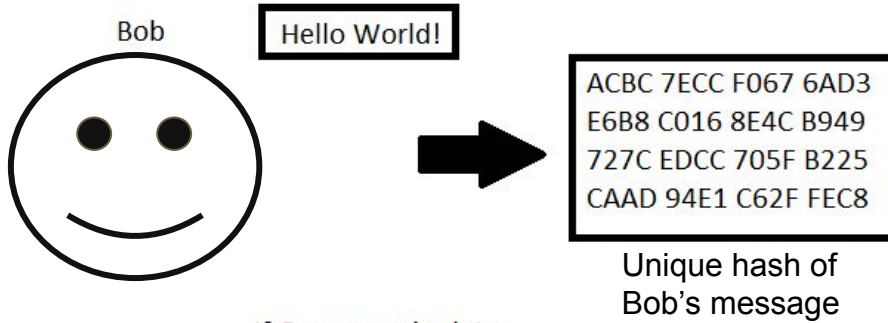 Bob
Hello World!
ACBC 7ECC F067 6AD3
E6B8 C016 8E4C B949
727C EDCC 705F B225
CAAD 94E1 C62F FEC8
Unique hash of
Bob's message